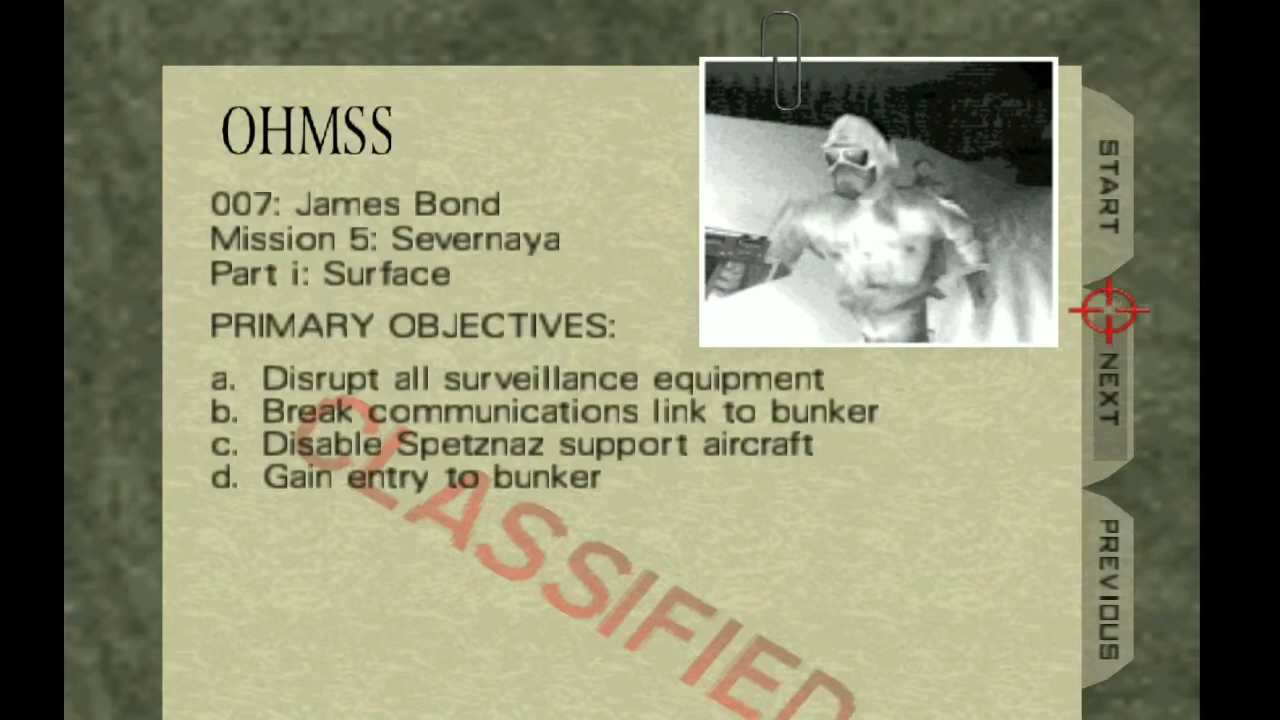 OHMSS
007: James Bond
Mission 5: Severnaya
Part i: Surface
PRIMARY OBJECTIVES:
a. Disrupt all surveillance equipment
b. Break communications link to bunker
c. Disable Spetznaz support aircraft
d. Gain entry to bunker
CLASSIFIED
START
NEXT
PREVIOUS